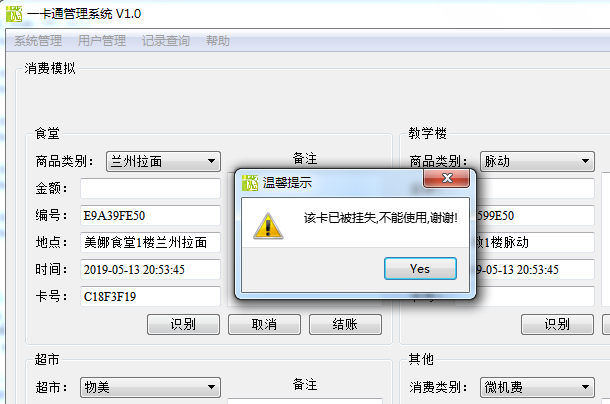 一卡通管理系统 V1.0
系统管理 用户管理 记录查询 帮助
消费模拟
食堂
商品类别: 兰州拉面
备注
金额:
编号: E9A39FE50
地点: 美娜食堂1楼兰州拉面
时间: 2019-05-13 20:53:45
卡号: C18F3F19
识别 取消 结账
教学楼
商品类别: 脉动
599E50
1楼脉动
9-05-13 20:53:45
识别
温馨提示
该卡已被挂失,不能使用,谢谢!
Yes
超市
超市: 物美
备注
其他
消费类别: 微机费